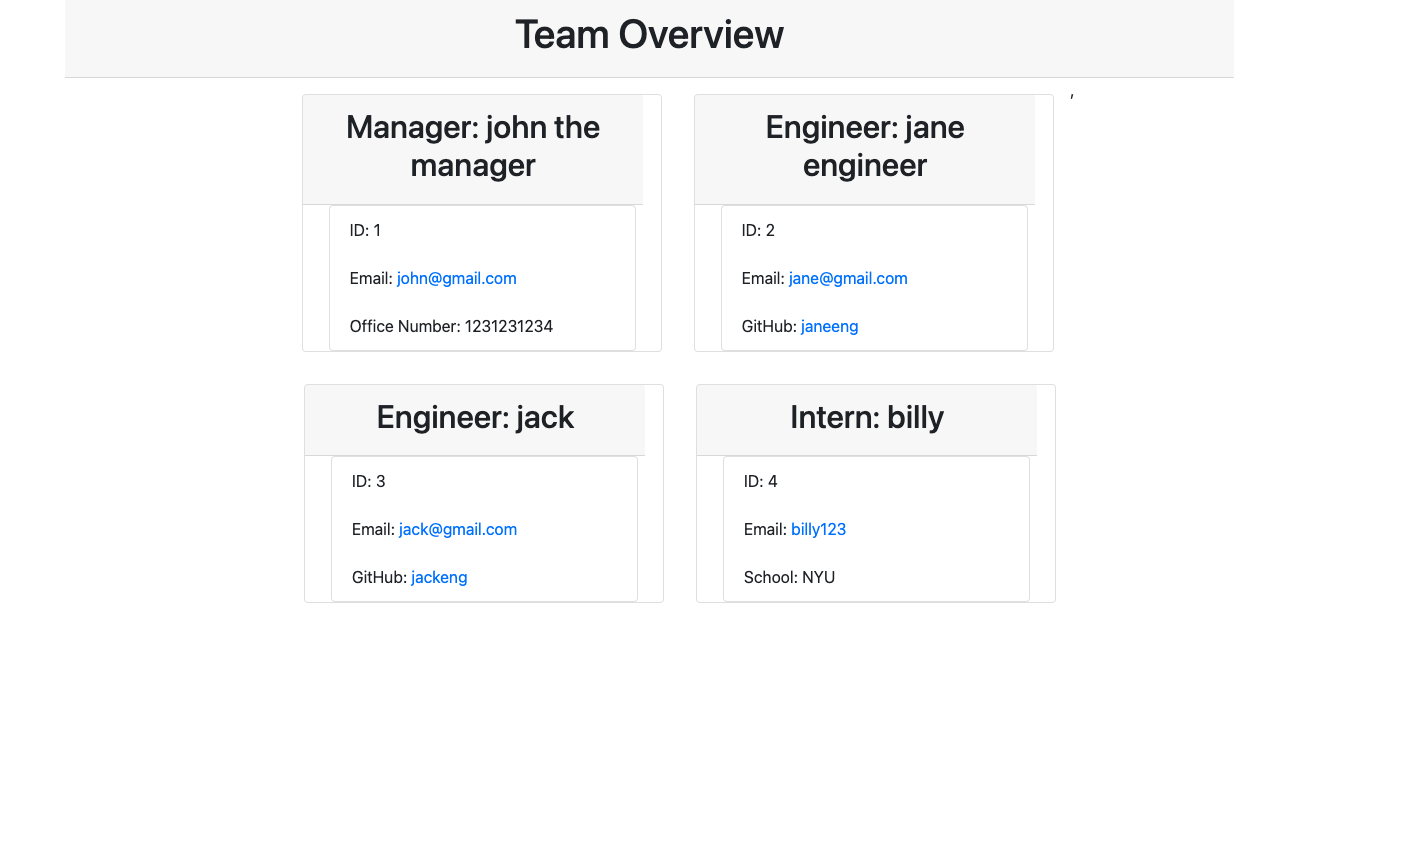 Team Overview
Manager: john the
manager
ID: 1
Email: john@gmail.com
Office Number: 1231231234
Engineer: jane
engineer
ID: 2
Email: jane@gmail.com
GitHub: janeeng
,
Engineer: jack
ID: 3
Email: jack@gmail.com
GitHub: jackeng
Intern: billy
ID: 4
Email: billy123
School: NYU